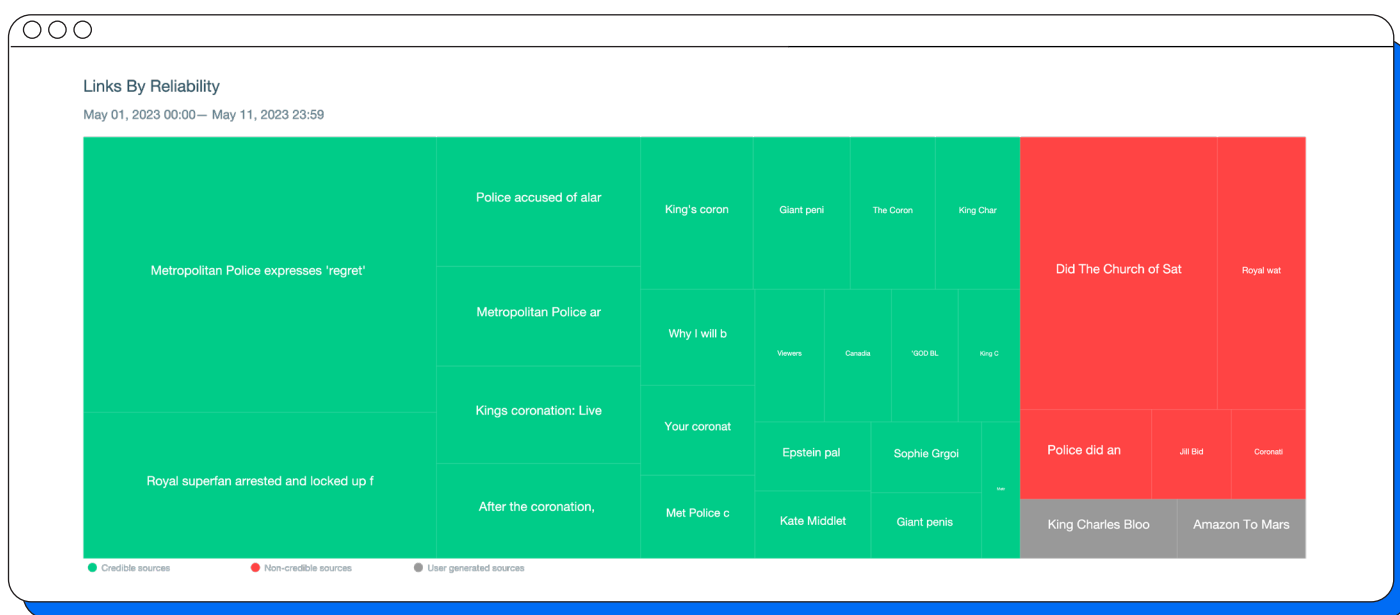 Links By Reliability
May 01, 2023 00:00— May 11, 2023 23:59
Metropolitan Police expresses 'regret'
Royal superfan arrested and locked up f
Police accused of alar
Metropolitan Police ar
Kings coronation: Live
After the coronation,
King's coron
Giant peni
The Coron
King Char
Why I will b
Your coronat
Met Police c
Viewers
Canadia
'GOD BL
King C
Epstein pal
Sophie Grgoi
Kate Middlet
Giant penis
Did The Church of Sat
Royal wat
Police did an
Jill Bid
Coronati
King Charles Bloo
Amazon To Mars
Credible sources
Non-credible sources
User generated sources